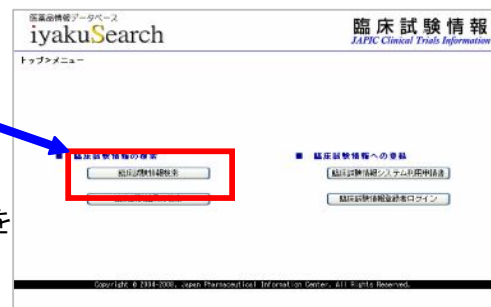 医薬品情報データベース
iyakuSearch
臨床試験情報
JAPIC Clinical Trials Information
トップ>メニュー
■ 臨床試験情報の検索
臨床試験情報検索
■ 臨床試験情報への登録
臨床試験情報システム利用申請書
臨床試験情報登録者ログイン
を
Copyright © 2004-2008, Japan Pharmaceutical Information Center. All Rights Reserved.